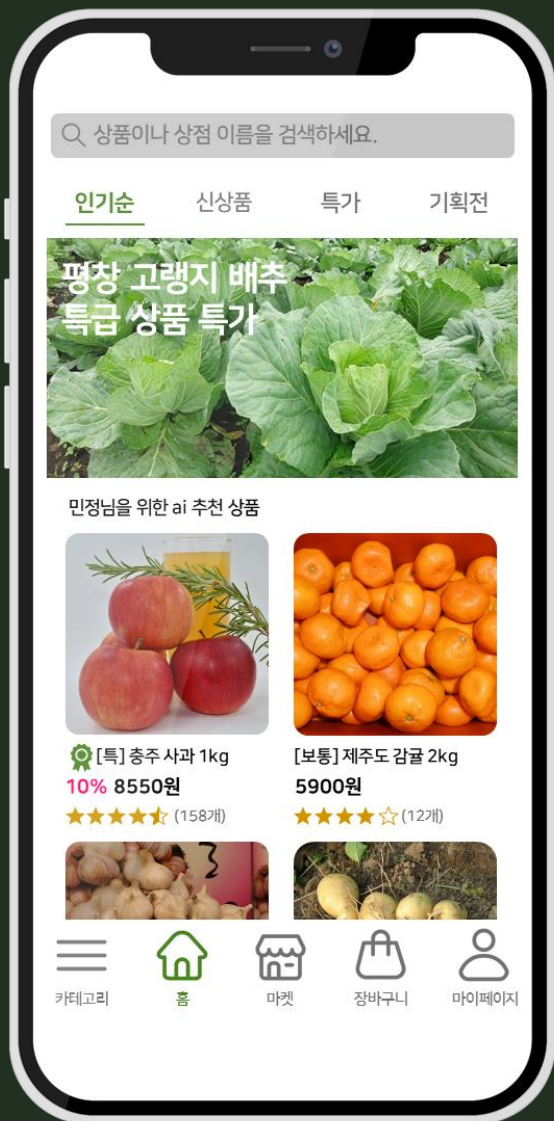 상품이나 상점 이름을 검색하세요.
인기순 신상품 특가 기획전
평창 고랭지 배추
특급 상품 특가
민정님을 위한 ai 추천 상품
[특] 충주 사과 1kg
10% 8550원
(158개)
[보통] 제주도 감귤 2kg
5900원
(12개)
카테고리 홈 마켓 장바구니 마이페이지